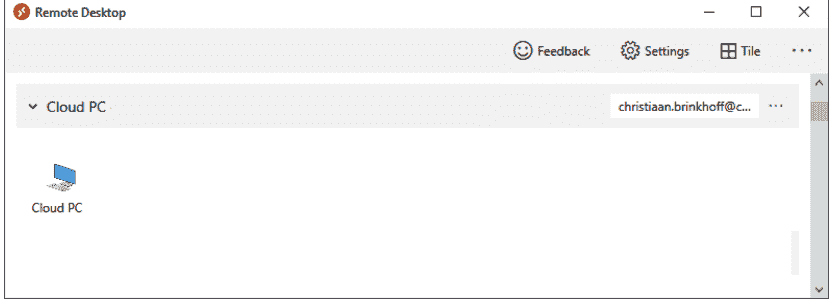 Remote Desktop
Feedback Settings Tile ...
Cloud PC christiaan.brinkhoff@c... ...
Cloud PC